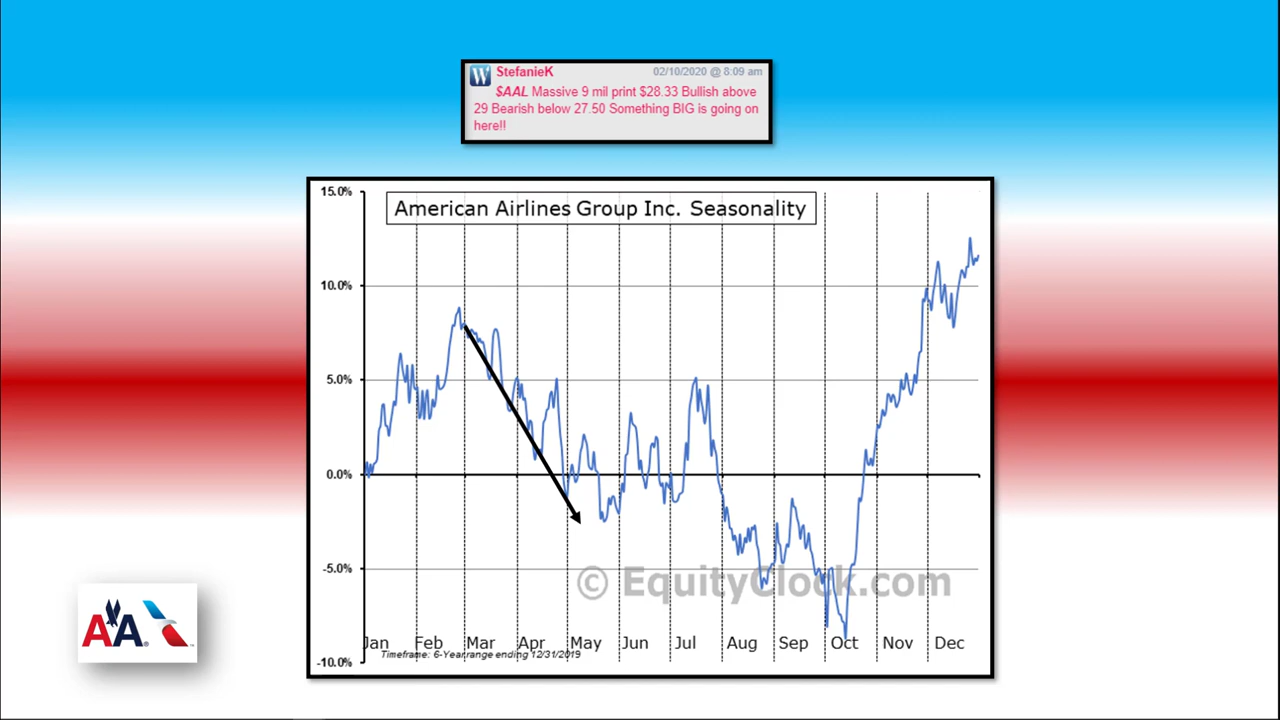 StefanieK 02/10/2020 @ 8:09 am
$AAL Massive 9 mil print $28.33 Bullish above
29 Bearish below 27.50 Something BIG is going on
here!!
American Airlines Group Inc. Seasonality
15.0%
10.0%
5.0%
0.0%
-5.0%
-10.0%
© EquityClock.com
Jan Feb Mar Apr May Jun Jul Aug Sep Oct Nov Dec
Timeframe: 6-Year range ending 12/31/2019
AA